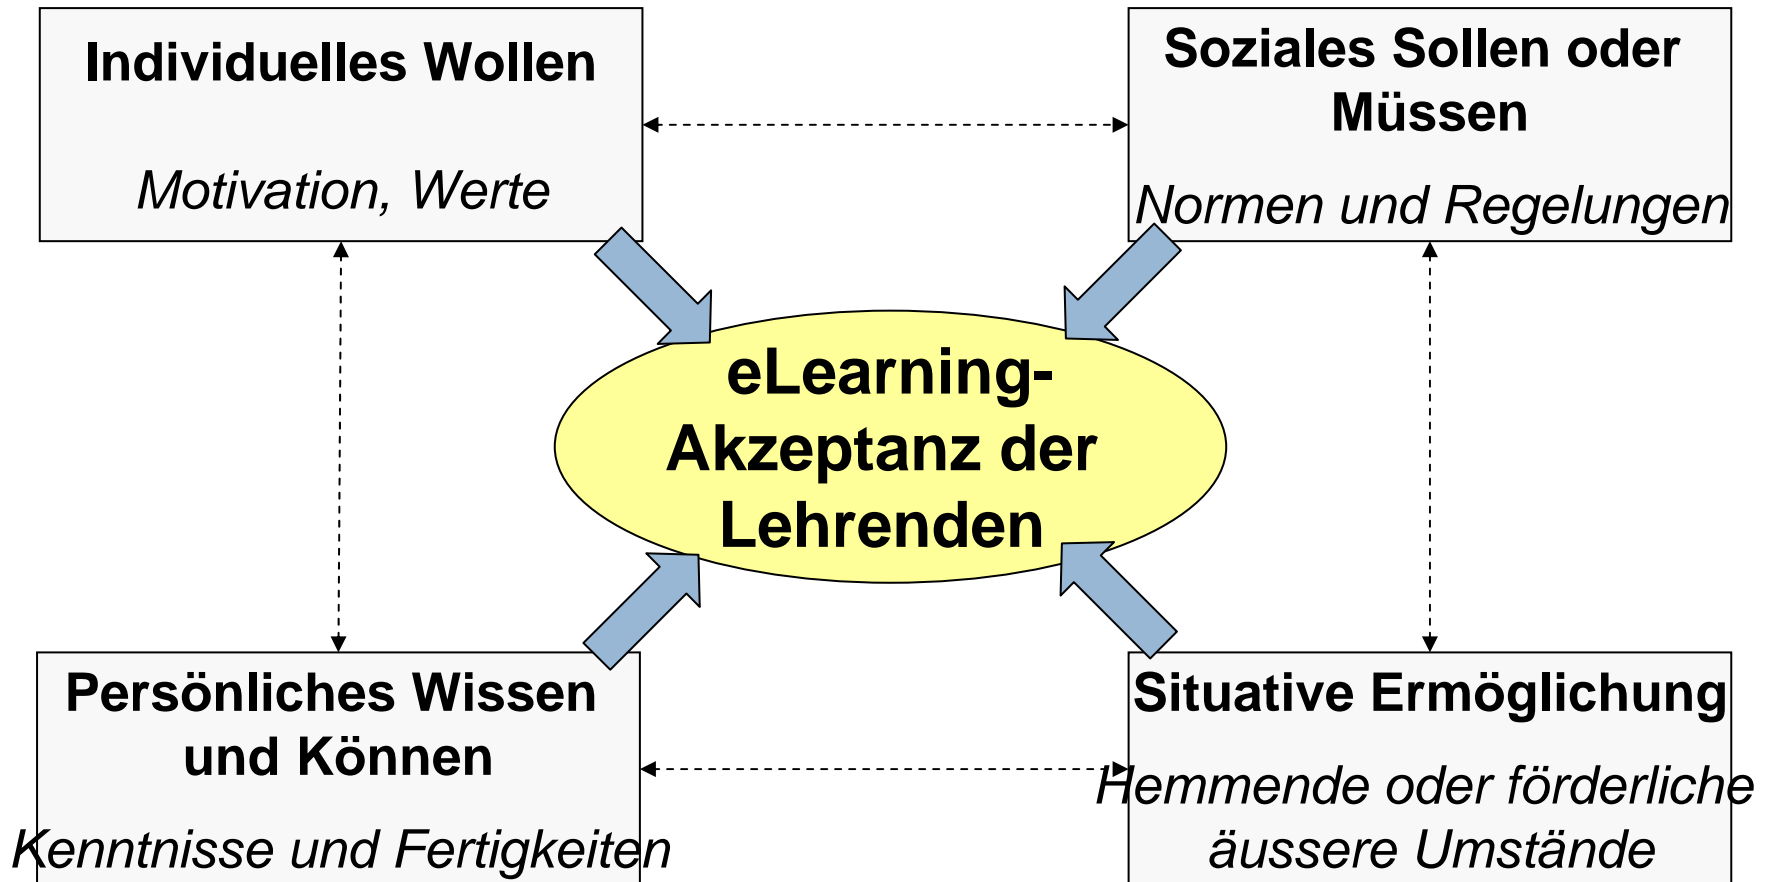 Individuelles Wollen
Motivation, Werte
Soziales Sollen oder
Müssen
Normen und Regelungen
eLearning-
Akzeptanz der
Lehrenden
Persönliches Wissen
und Können
Kenntnisse und Fertigkeiten
Situative Ermöglichung
Hemmende oder förderliche
äussere Umstände